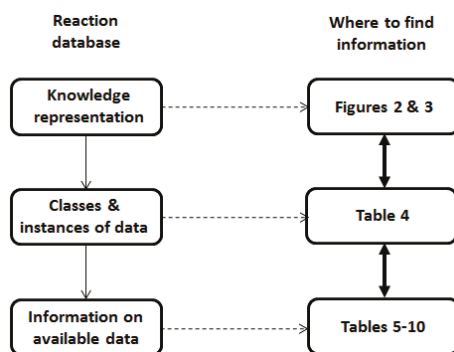 Reaction
database
Where to find
information
Knowledge
representation
Figures 2 & 3
Classes &
instances of data
Table 4
Information on
available data
Tables 5-10